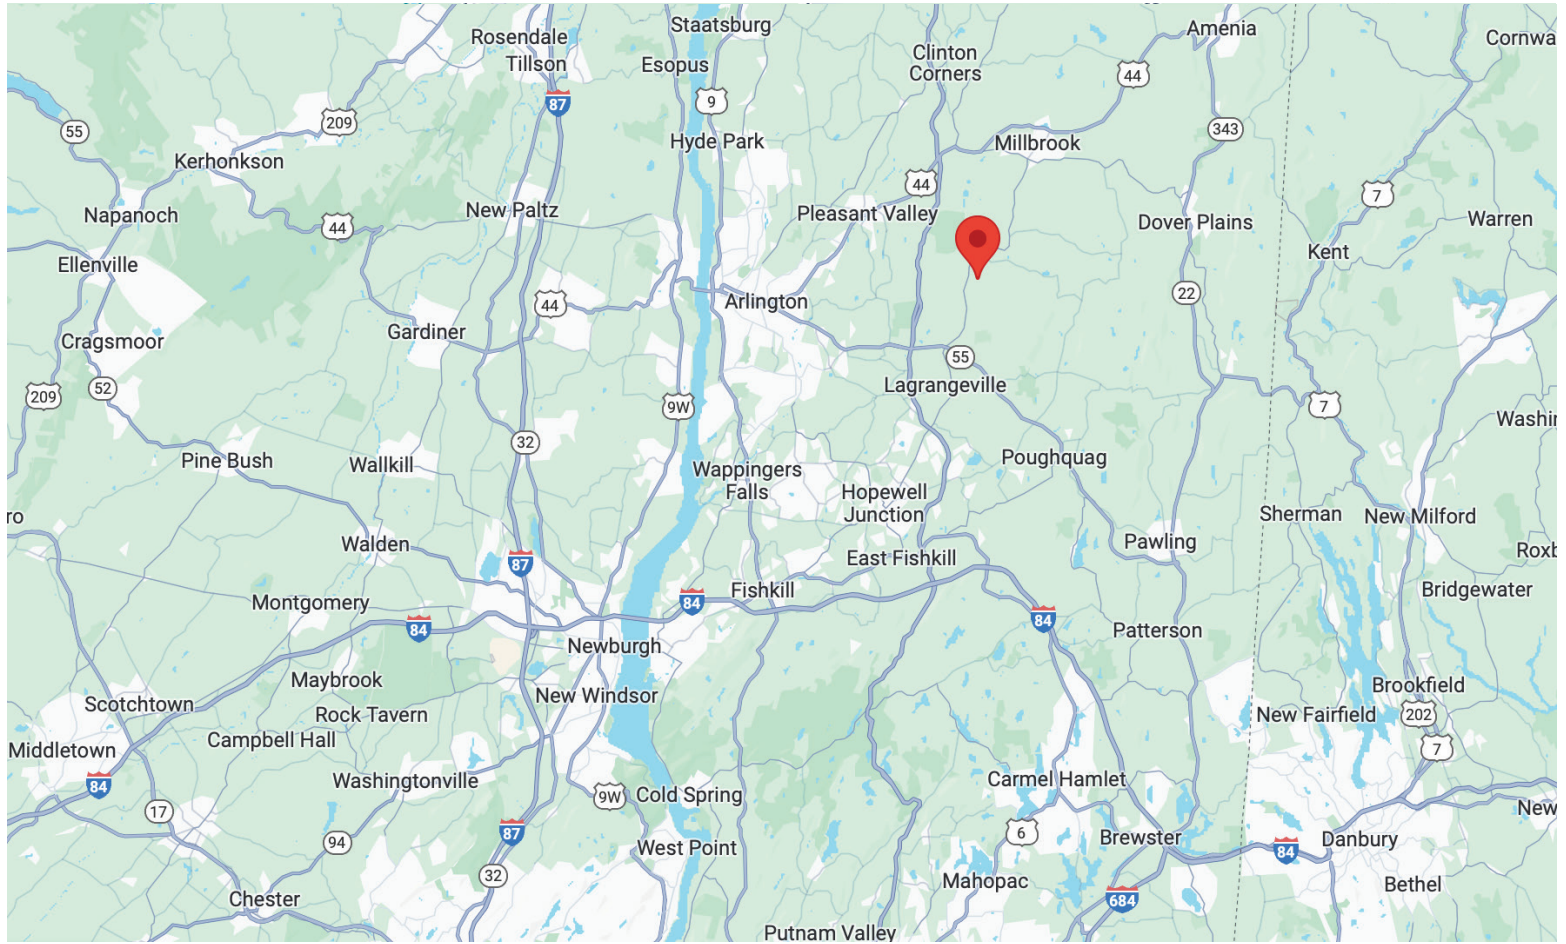 Staatsburg
Amenia
Rosendale
Cornwa
Clinton
Corners
Tillson
Esopus
44
87
9
209
55
343
Hyde Park
Millbrook
Kerhonkson
44
7
New Paltz
Pleasant Valley
Napanoch
Warren
Dover Plains
44
Kent
Ellenville
22
Arlington
44
Gardiner
Cragsmoor
55
Lagrangeville
52
209
9W
7
Washin
32
Poughquag
Pine Bush
Wallkill
Wappingers
Falls
Hopewell
Junction
ro
Sherman
New Milford
Walden
Pawling
Roxb
East Fishkill
87
Fishkill
Bridgewater
84
Montgomery
84
84
Patterson
Newburgh
Maybrook
Brookfield
New Windsor
Scotchtown
Rock Tavern
New Fairfield
202
Campbell Hall
Middletown
7
Washingtonville
Carmel Hamlet
84
Cold Spring
9W
New
17
87
6
Brewster
Danbury
94
West Point
84
32
Mahopac
Bethel
Chester
684
Putnam Valley